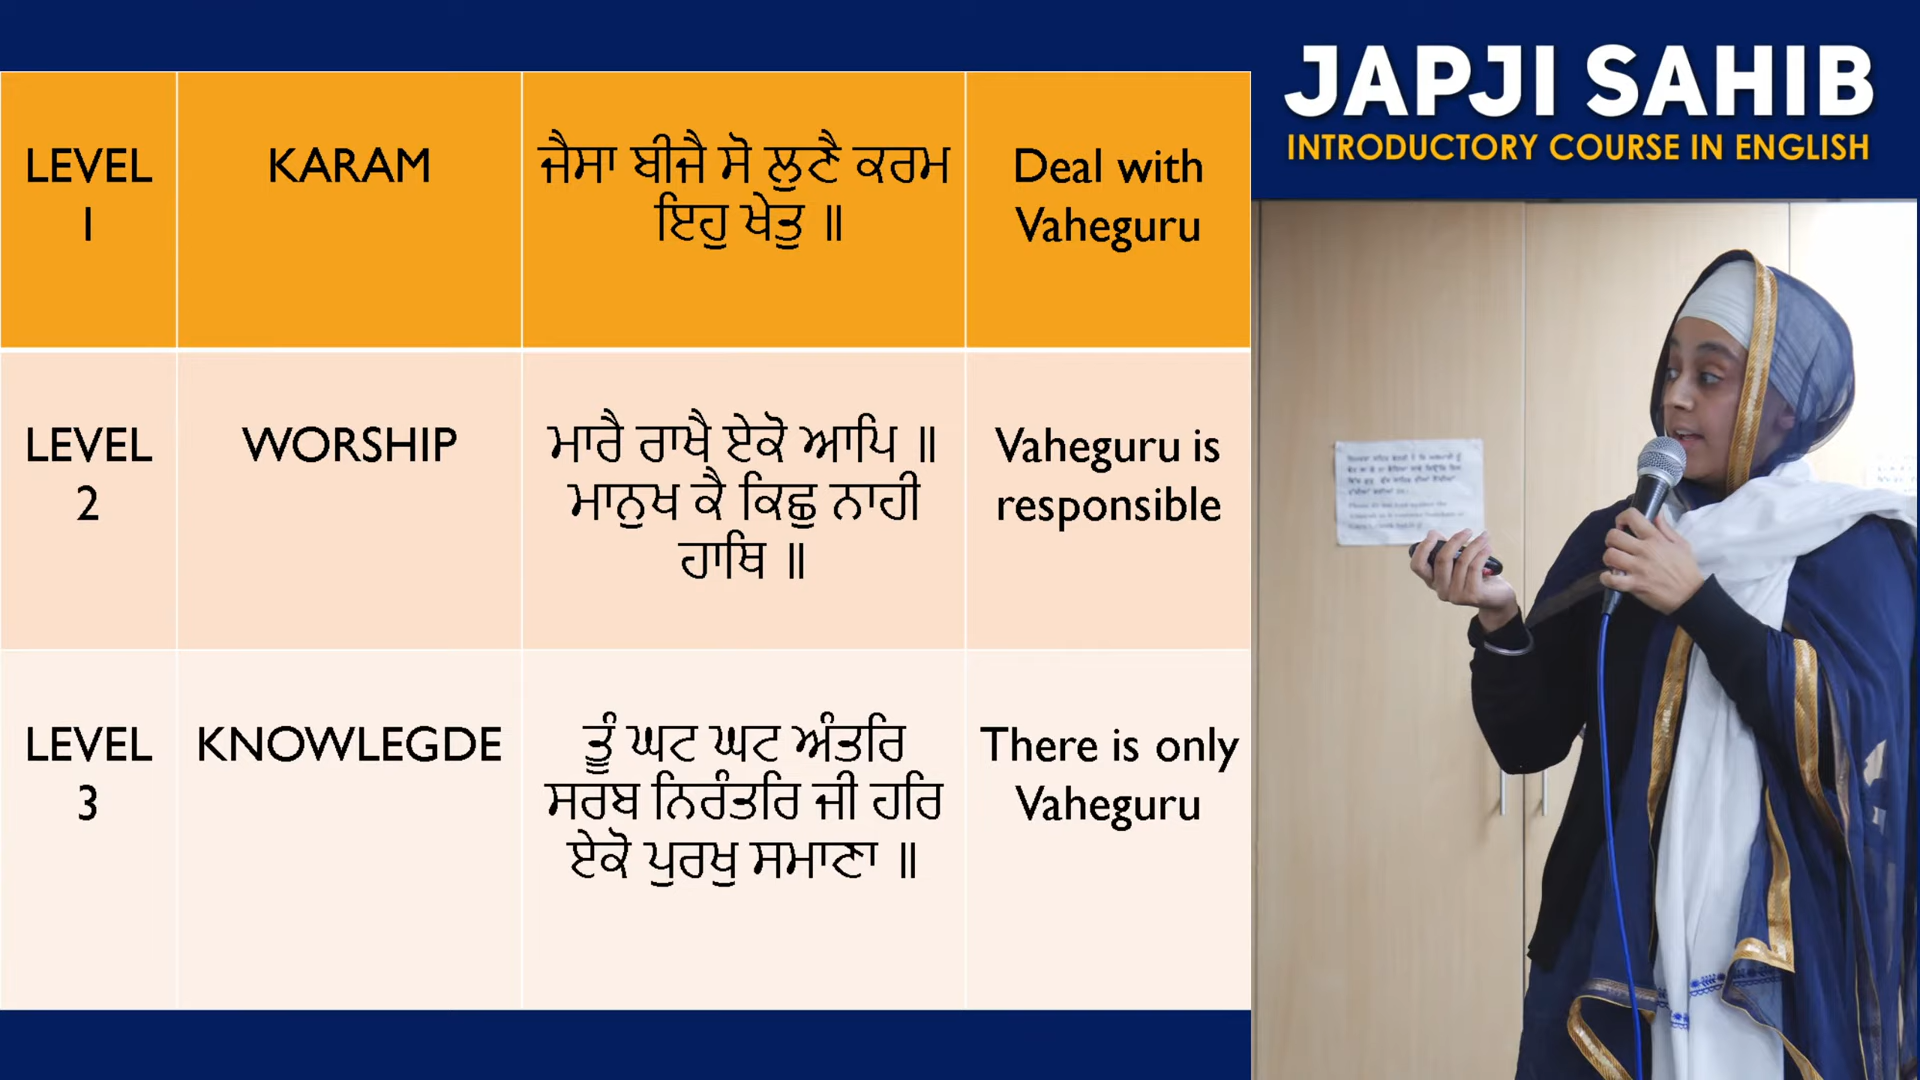 JAPJI SAHIB
INTRODUCTORY COURSE IN ENGLISH
LEVEL
1
KARAM
ਜੈਸਾ ਬੀਜੈ ਸੋ ਲੁਣੈ ਕਰਮ
ਇਹੁ ਖੇਤੁ ॥
Deal with
Vaheguru
LEVEL
2
WORSHIP
ਮਾਰੈ ਰਾਖੈ ਏਕੋ ਆਪਿ ॥
ਮਾਨੁਖ ਕੈ ਕਿਛੁ ਨਾਹੀ
ਹਾਥਿ ॥
Vaheguru is
responsible
LEVEL
3
KNOWLEGDE
ਤੂੰ ਘਟ ਘਟ ਅੰਤਰਿ
ਸਰਬ ਨਿਰੰਤਰਿ ਜੀ ਹਰਿ
ਏਕੋ ਪੁਰਖੁ ਸਮਾਣਾ ॥
There is only
Vaheguru